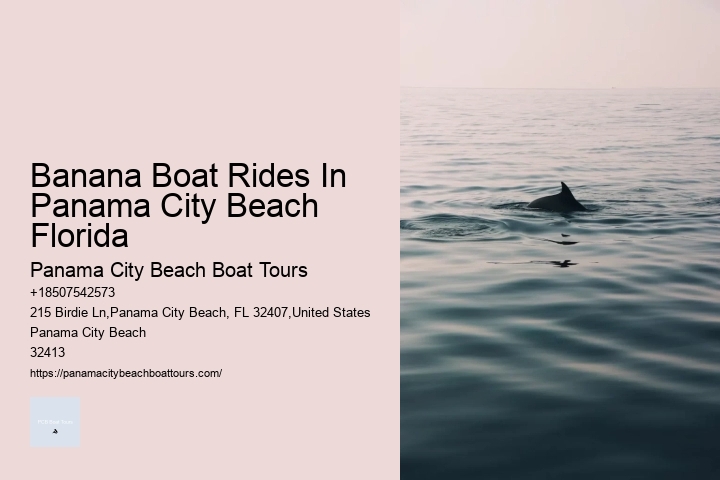 Banana Boat Rides In
Panama City Beach
Florida
Panama City Beach Boat Tours
+18507542573
215 Birdie Ln,Panama City Beach, FL 32407,United States
Panama City Beach
32413
https://panamacitybeachboattours.com/